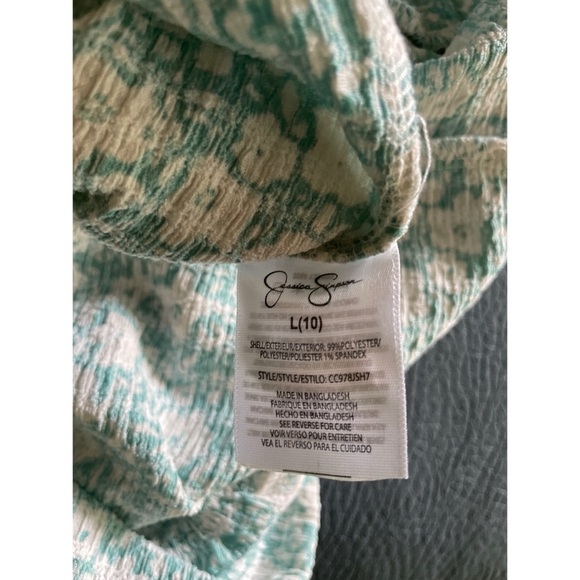 Jessica Simpson
L(10)
SHELL/EXTERIEUR/EXTERIOR: 99%POLYESTER/
POLYESTER/POLIESTER 1% SPANDEX
STYLE/STYLE/ESTILO: CC978JSH7
MADE IN BANGLADESH
FABRIQUE EN BANGLADESH
HECHO EN BANGLADESH
SEE REVERSE FOR CARE
VOIR VERSO POUR ENTRETIEN
VEA EL REVERSO PARA EL CUIDADO